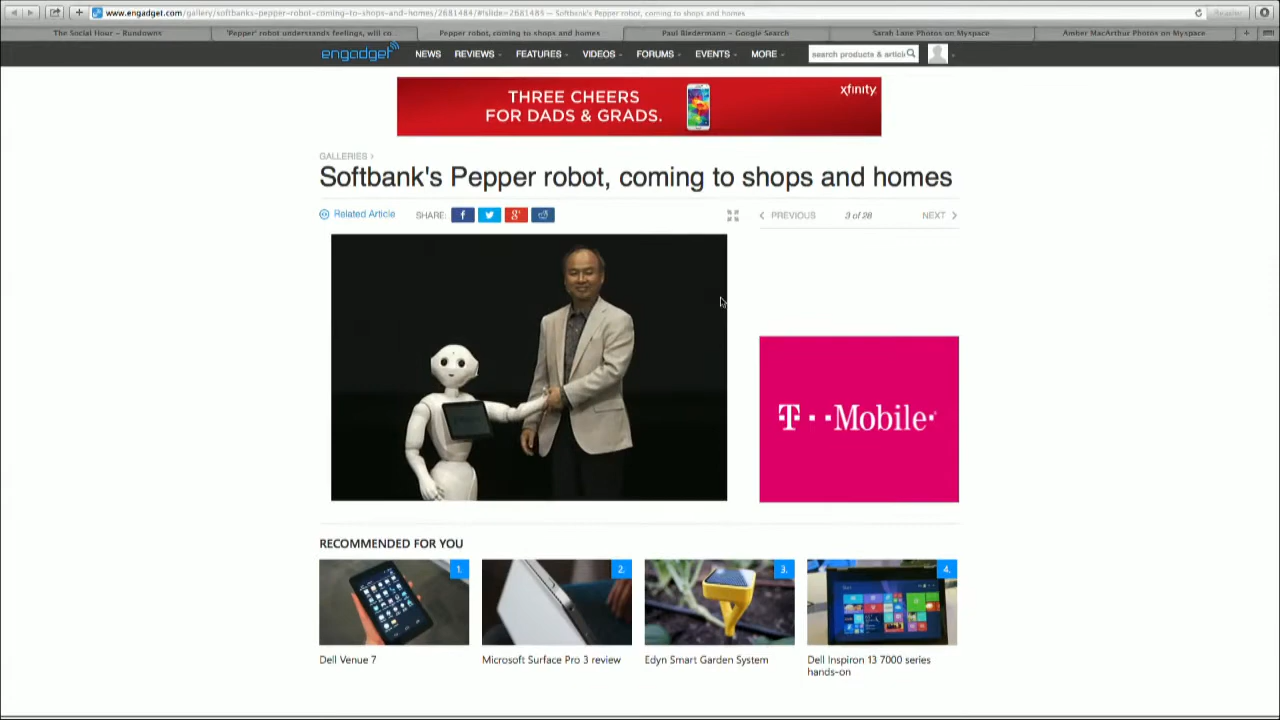 www.engadget.com/gallery/softbanks-pepper-robot-coming-to-shops-and-homes/2681484/#!slide=2681485 — Softbank's Pepper robot, coming to shops and homes
Reader
The Social Hour – Rundowns
'Pepper' robot understands feelings, will co...
Pepper robot, coming to shops and homes
Paul Biedermann – Google Search
Sarah Lane Photos on Myspace
Amber MacArthur Photos on Myspace
engadget NEWS REVIEWS FEATURES VIDEOS FORUMS EVENTS MORE search products & articl
THREE CHEERS
FOR DADS & GRADS.
xfinity
GALLERIES >
Softbank's Pepper robot, coming to shops and homes
Related Article SHARE: f g+ < PREVIOUS 3 of 28 NEXT >
T · · Mobile·
RECOMMENDED FOR YOU
1.
2.
3.
4.
Dell Venue 7
Microsoft Surface Pro 3 review
Edyn Smart Garden System
Dell Inspiron 13 7000 series
hands-on